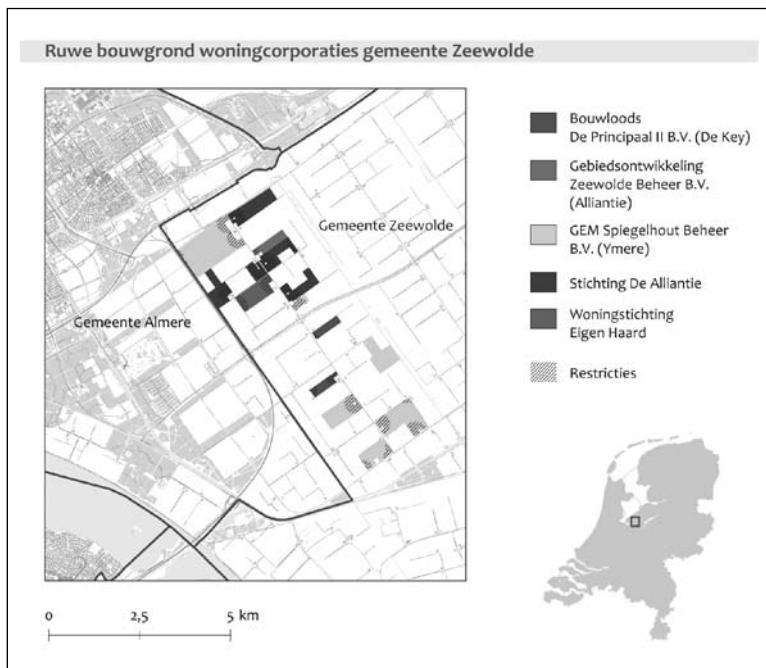 Ruwe bouwgrond woningcorporaties gemeente Zeewolde
Gemeente Zeewolde
Gemeente Almere
Bouwloods
De Principaal II B.V. (De Key)
Gebiedsontwikkeling
Zeewolde Beheer B.V.
(Alliantie)
GEM Spiegelhout Beheer
B.V. (Ymere)
Stichting De Alliantie
Woningstichting
Eigen Haard
Restricties
0 2,5 5 km